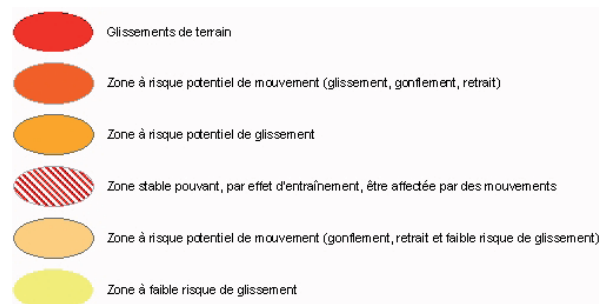 Glissements de terrain
Zone à risque potentiel de mouvement (glissement, gonflement, retrait)
Zone à risque potentiel de glissement
Zone stable pouvant, par effet d'entraînement, être affectée par des mouvements
Zone à risque potentiel de mouvement (gonflement, retrait et faible risque de glissement)
Zone à faible risque de glissement